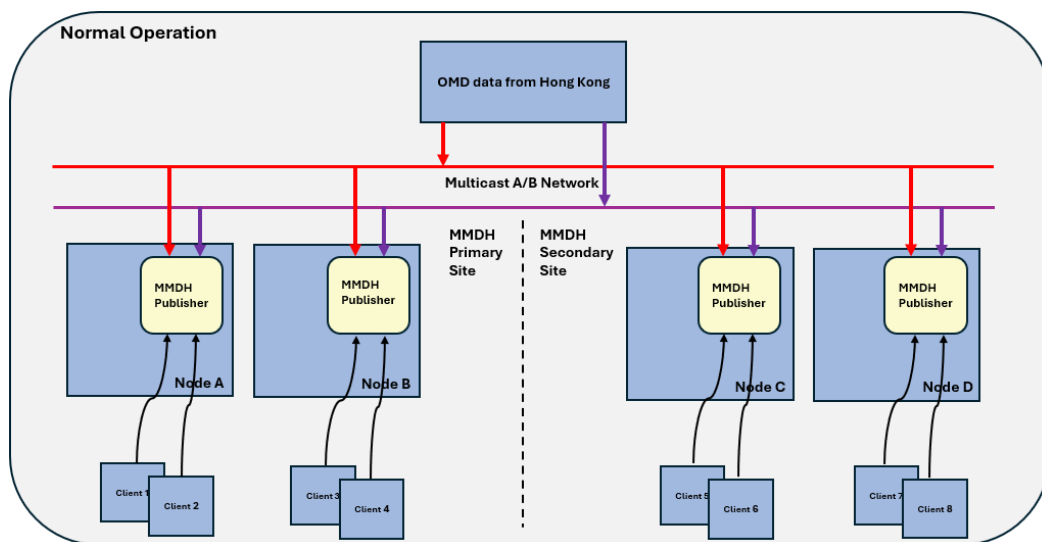 Normal Operation
OMD data from Hong Kong
Multicast A/B Network
MMDH
Primary
Site
MMDH
Secondary
Site
MMDH
Publisher
Node A
MMDH
Publisher
Node B
MMDH
Publisher
Node C
MMDH
Publisher
Node D
Client 1
Client 2
Client 3
Client 4
Client 5
Client 6
Client 7
Client 8